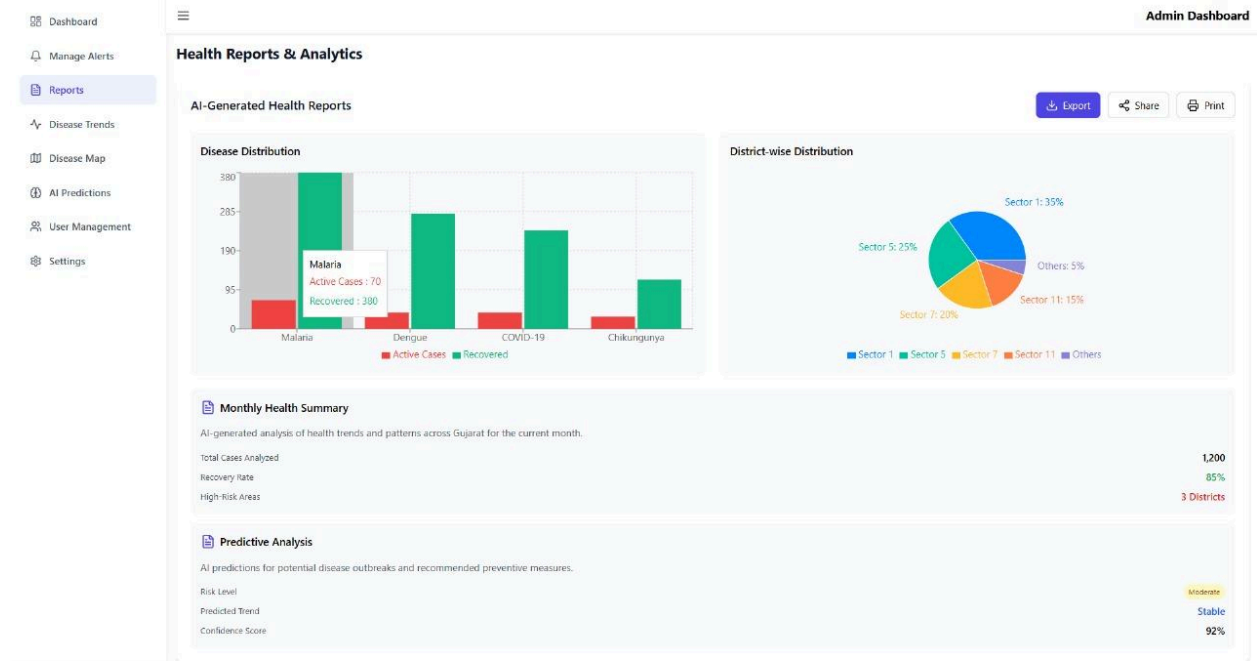 Dashboard
Manage Alerts
Reports
Disease Trends
Disease Map
AI Predictions
User Management
Settings
Admin Dashboard
Health Reports & Analytics
AI-Generated Health Reports
Export
Share
Print
Disease Distribution
380
285
190
95
0
Malaria
Active Cases : 70
Recovered : 380
Malaria
Dengue
COVID-19
Chikungunya
Active Cases
Recovered
District-wise Distribution
Sector 1: 35%
Sector 5: 25%
Others: 5%
Sector 11: 15%
Sector 7: 20%
Sector 1
Sector 5
Sector 7
Sector 11
Others
Monthly Health Summary
AI-generated analysis of health trends and patterns across Gujarat for the current month.
Total Cases Analyzed 1,200
Recovery Rate 85%
High-Risk Areas 3 Districts
Predictive Analysis
AI predictions for potential disease outbreaks and recommended preventive measures.
Risk Level Moderate
Predicted Trend Stable
Confidence Score 92%